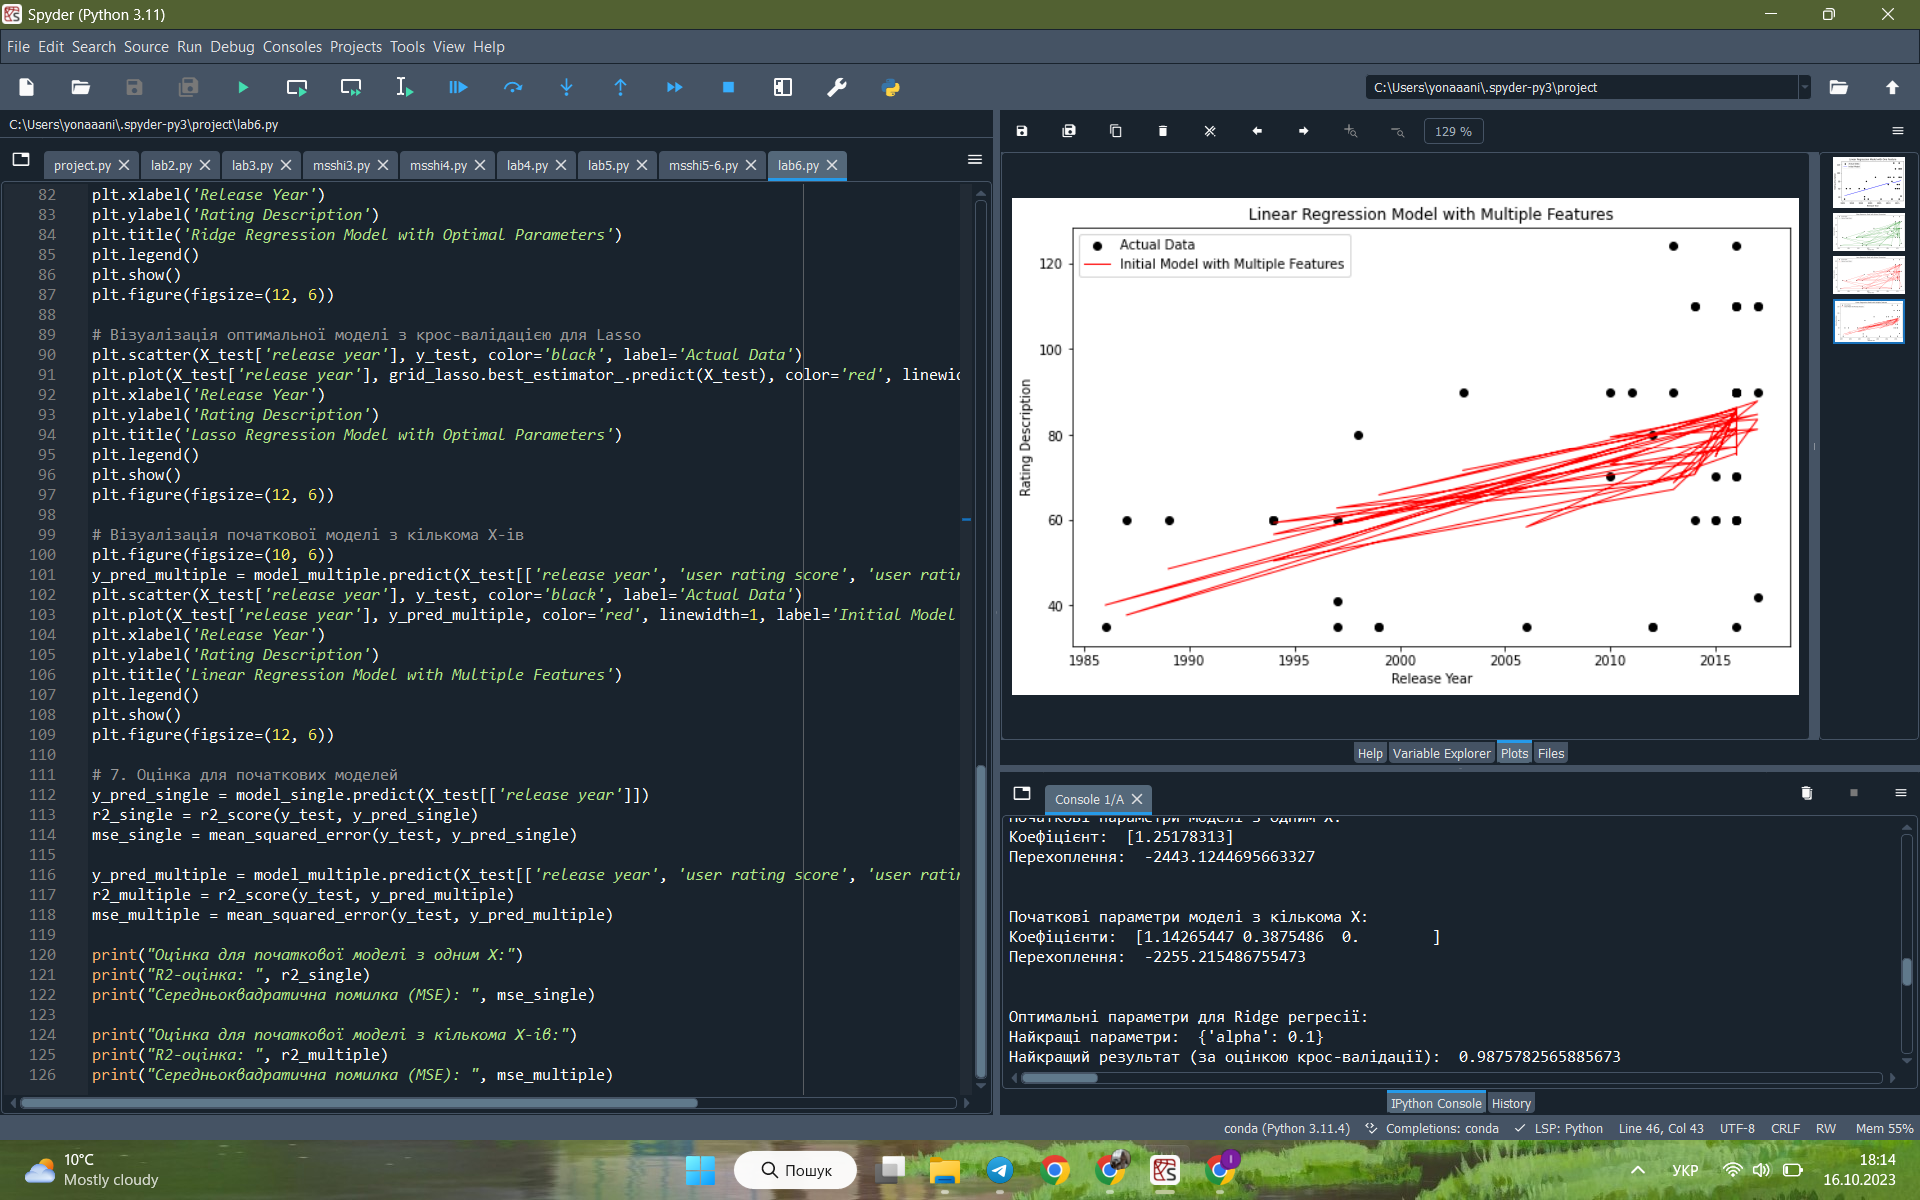 Spyder (Python 3.11)
File Edit Search Source Run Debug Consoles Projects Tools View Help
C:\Users\yonaaani\.spyder-py3\project
C:\Users\yonaaani\.spyder-py3\project\lab6.py
project.py lab2.py lab3.py msshi3.py msshi4.py lab4.py lab5.py msshi5-6.py lab6.py
82 plt.xlabel('Release Year')
83 plt.ylabel('Rating Description')
84 plt.title('Ridge Regression Model with Optimal Parameters')
85 plt.legend()
86 plt.show()
87 plt.figure(figsize=(12, 6))
88
89 # Візуалізація оптимальної моделі з крос-валідацією для Lasso
90 plt.scatter(X_test['release year'], y_test, color='black', label='Actual Data')
91 plt.plot(X_test['release year'], grid_lasso.best_estimator_.predict(X_test), color='red', linewi
92 plt.xlabel('Release Year')
93 plt.ylabel('Rating Description')
94 plt.title('Lasso Regression Model with Optimal Parameters')
95 plt.legend()
96 plt.show()
97 plt.figure(figsize=(12, 6))
98
99 # Візуалізація початкової моделі з кількома X-ів
100 plt.figure(figsize=(10, 6))
101 y_pred_multiple = model_multiple.predict(X_test[['release year', 'user rating score', 'user ratin
102 plt.scatter(X_test['release year'], y_test, color='black', label='Actual Data')
103 plt.plot(X_test['release year'], y_pred_multiple, color='red', linewidth=1, label='Initial Model
104 plt.xlabel('Release Year')
105 plt.ylabel('Rating Description')
106 plt.title('Linear Regression Model with Multiple Features')
107 plt.legend()
108 plt.show()
109 plt.figure(figsize=(12, 6))
110
111 # 7. Оцінка для початкових моделей
112 y_pred_single = model_single.predict(X_test[['release year']])
113 r2_single = r2_score(y_test, y_pred_single)
114 mse_single = mean_squared_error(y_test, y_pred_single)
115
116 y_pred_multiple = model_multiple.predict(X_test[['release year', 'user rating score', 'user ratin
117 r2_multiple = r2_score(y_test, y_pred_multiple)
118 mse_multiple = mean_squared_error(y_test, y_pred_multiple)
119
120 print("Оцінка для початкової моделі з одним X:")
121 print("R2-оцінка: ", r2_single)
122 print("Середньоквадратична помилка (MSE): ", mse_single)
123
124 print("Оцінка для початкової моделі з кількома X-ів:")
125 print("R2-оцінка: ", r2_multiple)
126 print("Середньоквадратична помилка (MSE): ", mse_multiple)
129 %
Linear Regression Model with Multiple Features
Actual Data
Initial Model with Multiple Features
120
100
80
60
40
Rating Description
1985 1990 1995 2000 2005 2010 2015
Release Year
Help Variable Explorer Plots Files
Console 1/A
Початкові параметри моделі з одним X:
Коефіцієнт: [1.25178313]
Перехоплення: -2443.1244695663327
Початкові параметри моделі з кількома X:
Коефіцієнти: [1.14265447 0.3875486 0. ]
Перехоплення: -2255.215486755473
Оптимальні параметри для Ridge регресії:
Найкращі параметри: {'alpha': 0.1}
Найкращий результат (за оцінкою крос-валідації): 0.9875782565885673
IPython Console History
conda (Python 3.11.4) Completions: conda LSP: Python Line 46, Col 43 UTF-8 CRLF RW Mem 55%
10°C
Mostly cloudy
Пошук
УКР
18:14
16.10.2023